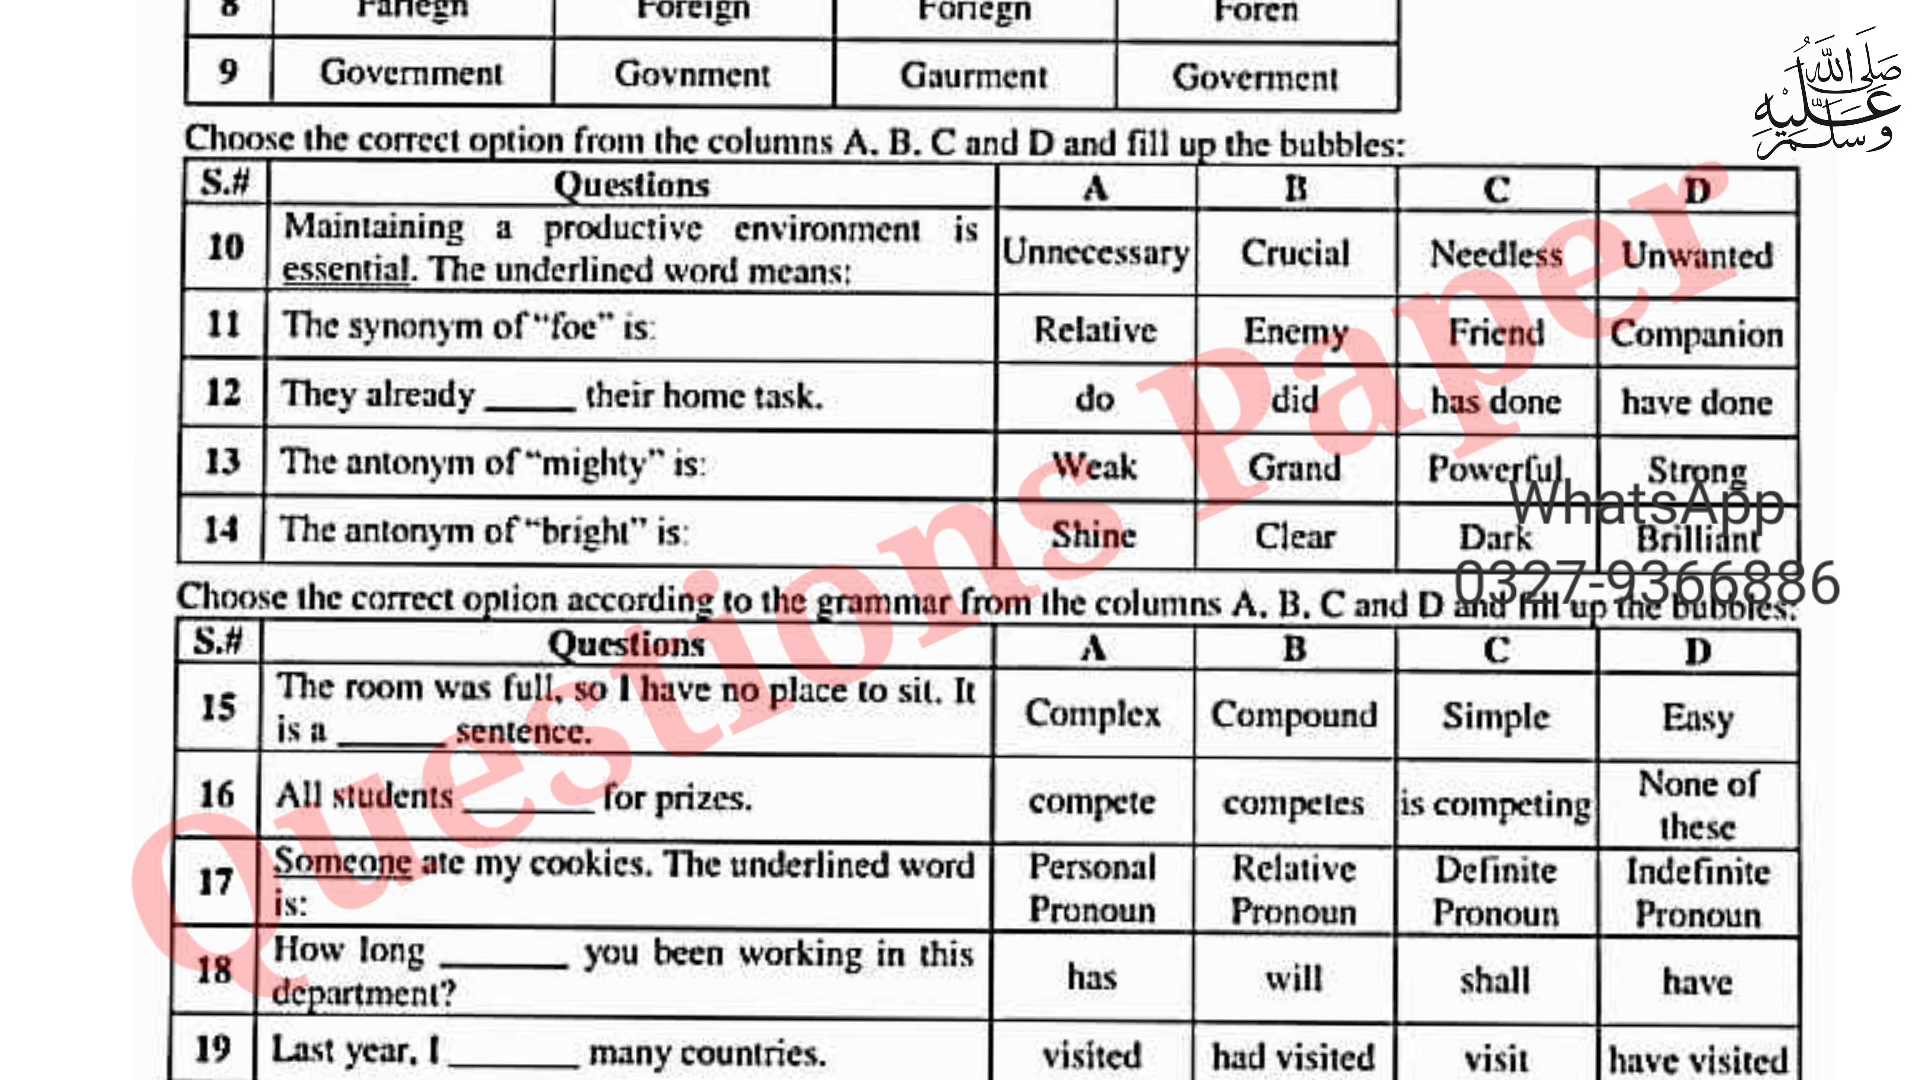 8 Fariegn Foreign Foriegn Foren
9 Government Govnment Gaurment Goverment
صلى الله
عليه
وسلم
Choose the correct option from the columns A. B. C and D and fill up the bubbles:
S.# Questions A B C D
10 Maintaining a productive environment is essential. The underlined word means: Unnecessary Crucial Needless Unwanted
11 The synonym of "foe" is: Relative Enemy Friend Companion
12 They already _____ their home task. do did has done have done
13 The antonym of "mighty" is: Weak Grand Powerful Strong
14 The antonym of "bright" is: Shine Clear Dark Brilliant
WhatsApp
0327-9366886
Choose the correct option according to the grammar from the columns A. B. C and D and fill up the bubbles:
S.# Questions A B C D
15 The room was full, so I have no place to sit. It is a ______ sentence. Complex Compound Simple Easy
16 All students _______ for prizes. compete competes is competing None of these
17 Someone ate my cookies. The underlined word is: Personal Pronoun Relative Pronoun Definite Pronoun Indefinite Pronoun
18 How long _______ you been working in this department? has will shall have
19 Last year, I _______ many countries. visited had visited visit have visited
Questions Paper